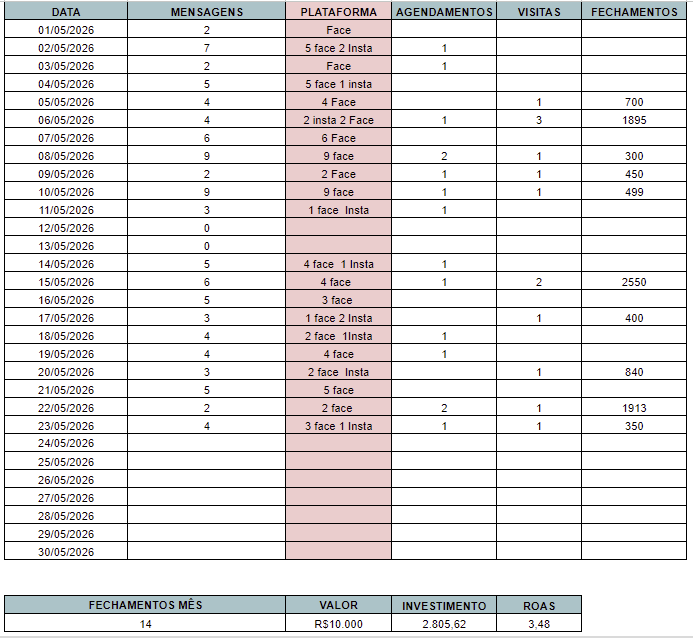 DATA MENSAGENS PLATAFORMA AGENDAMENTOS VISITAS FECHAMENTOS
01/05/2026 2 Face
02/05/2026 7 5 face 2 Insta 1
03/05/2026 2 Face 1
04/05/2026 5 5 face 1 insta
05/05/2026 4 4 Face 1 700
06/05/2026 4 2 insta 2 Face 1 3 1895
07/05/2026 6 6 Face
08/05/2026 9 9 face 2 1 300
09/05/2026 2 2 Face 1 1 450
10/05/2026 9 9 face 1 1 499
11/05/2026 3 1 face Insta 1
12/05/2026 0
13/05/2026 0
14/05/2026 5 4 face 1 Insta 1
15/05/2026 6 4 face 1 2 2550
16/05/2026 5 3 face
17/05/2026 3 1 face 2 Insta 1 400
18/05/2026 4 2 face 1Insta 1
19/05/2026 4 4 face 1
20/05/2026 3 2 face Insta 1 840
21/05/2026 5 5 face
22/05/2026 2 2 face 2 1 1913
23/05/2026 4 3 face 1 Insta 1 1 350
24/05/2026
25/05/2026
26/05/2026
27/05/2026
28/05/2026
29/05/2026
30/05/2026
FECHAMENTOS MÊS VALOR INVESTIMENTO ROAS
14 R$10.000 2.805,62 3,48